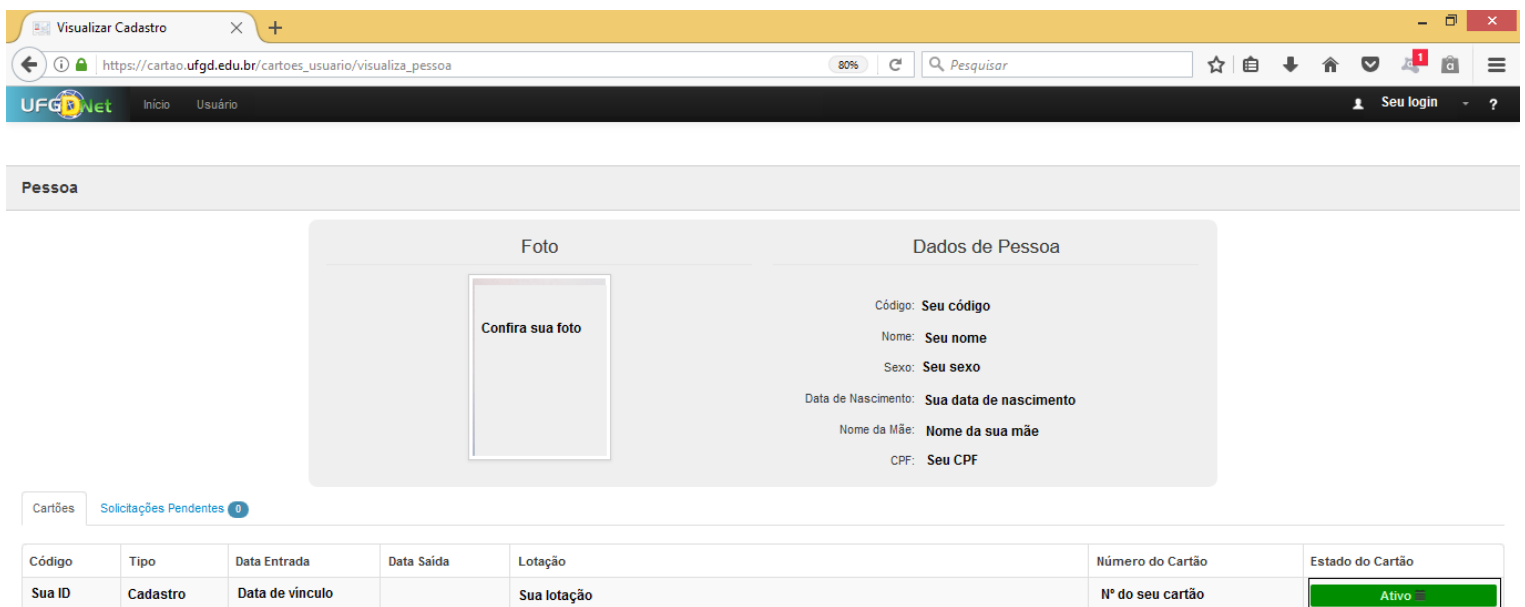 Visualizar Cadastro
https://cartao.ufgd.edu.br/cartoes_usuario/visualiza_pessoa 80% Pesquisar 1
UFGDNet Início Usuário Seu login ?
Pessoa
Foto
Confira sua foto
Dados de Pessoa
Código: Seu código
Nome: Seu nome
Sexo: Seu sexo
Data de Nascimento: Sua data de nascimento
Nome da Mãe: Nome da sua mãe
CPF: Seu CPF
Cartões Solicitações Pendentes 0
Código Tipo Data Entrada Data Saída Lotação Número do Cartão Estado do Cartão
Sua ID Cadastro Data de vínculo Sua lotação Nº do seu cartão Ativo